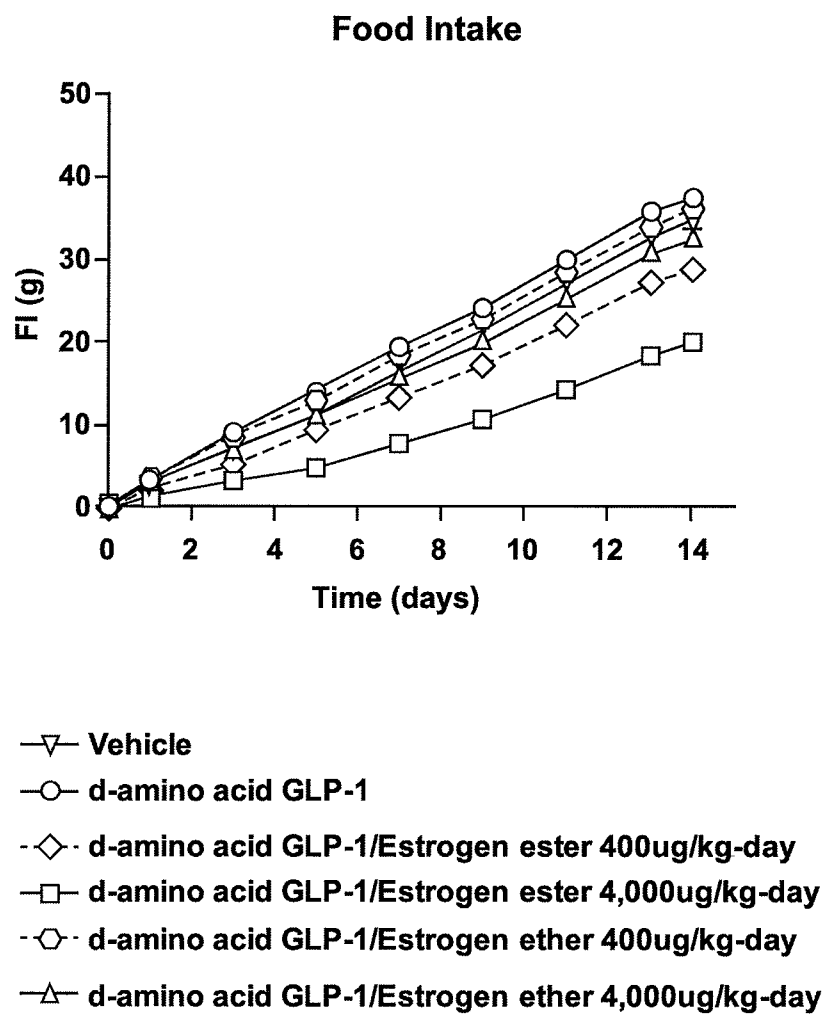 Food Intake
50
40
30
20
10
0
FI (g)
0 2 4 6 8 10 12 14
Time (days)
Vehicle
d-amino acid GLP-1
d-amino acid GLP-1/Estrogen ester 400ug/kg-day
d-amino acid GLP-1/Estrogen ester 4,000ug/kg-day
d-amino acid GLP-1/Estrogen ether 400ug/kg-day
d-amino acid GLP-1/Estrogen ether 4,000ug/kg-day